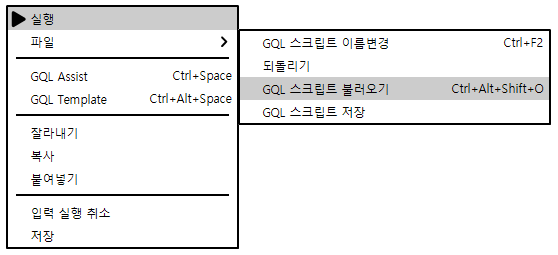 실행
파일
GQL Assist Ctrl+Space
GQL Template Ctrl+Alt+Space
잘라내기
복사
붙여넣기
입력 실행 취소
저장
GQL 스크립트 이름변경 Ctrl+F2
되돌리기
GQL 스크립트 불러오기 Ctrl+Alt+Shift+O
GQL 스크립트 저장